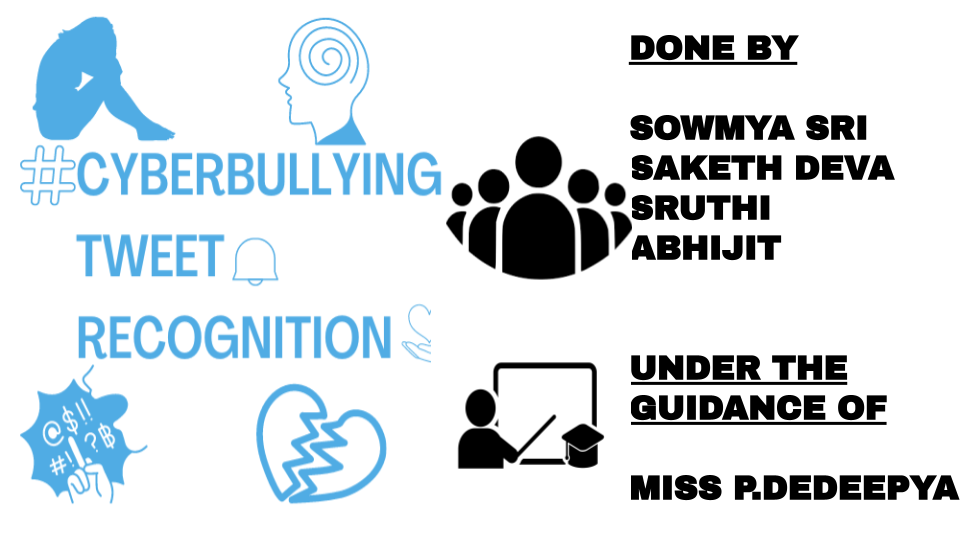 #CYBERBULLYING
TWEET
RECOGNITION
@$!!
#!?B
DONE BY
SOWMYA SRI
SAKETH DEVA
SRUTHI
ABHIJIT
UNDER THE
GUIDANCE OF
MISS P.DEDEEPYA